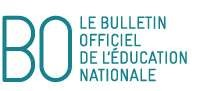 BO
LE BULLETIN
OFFICIEL
DE L'ÉDUCATION
NATIONALE